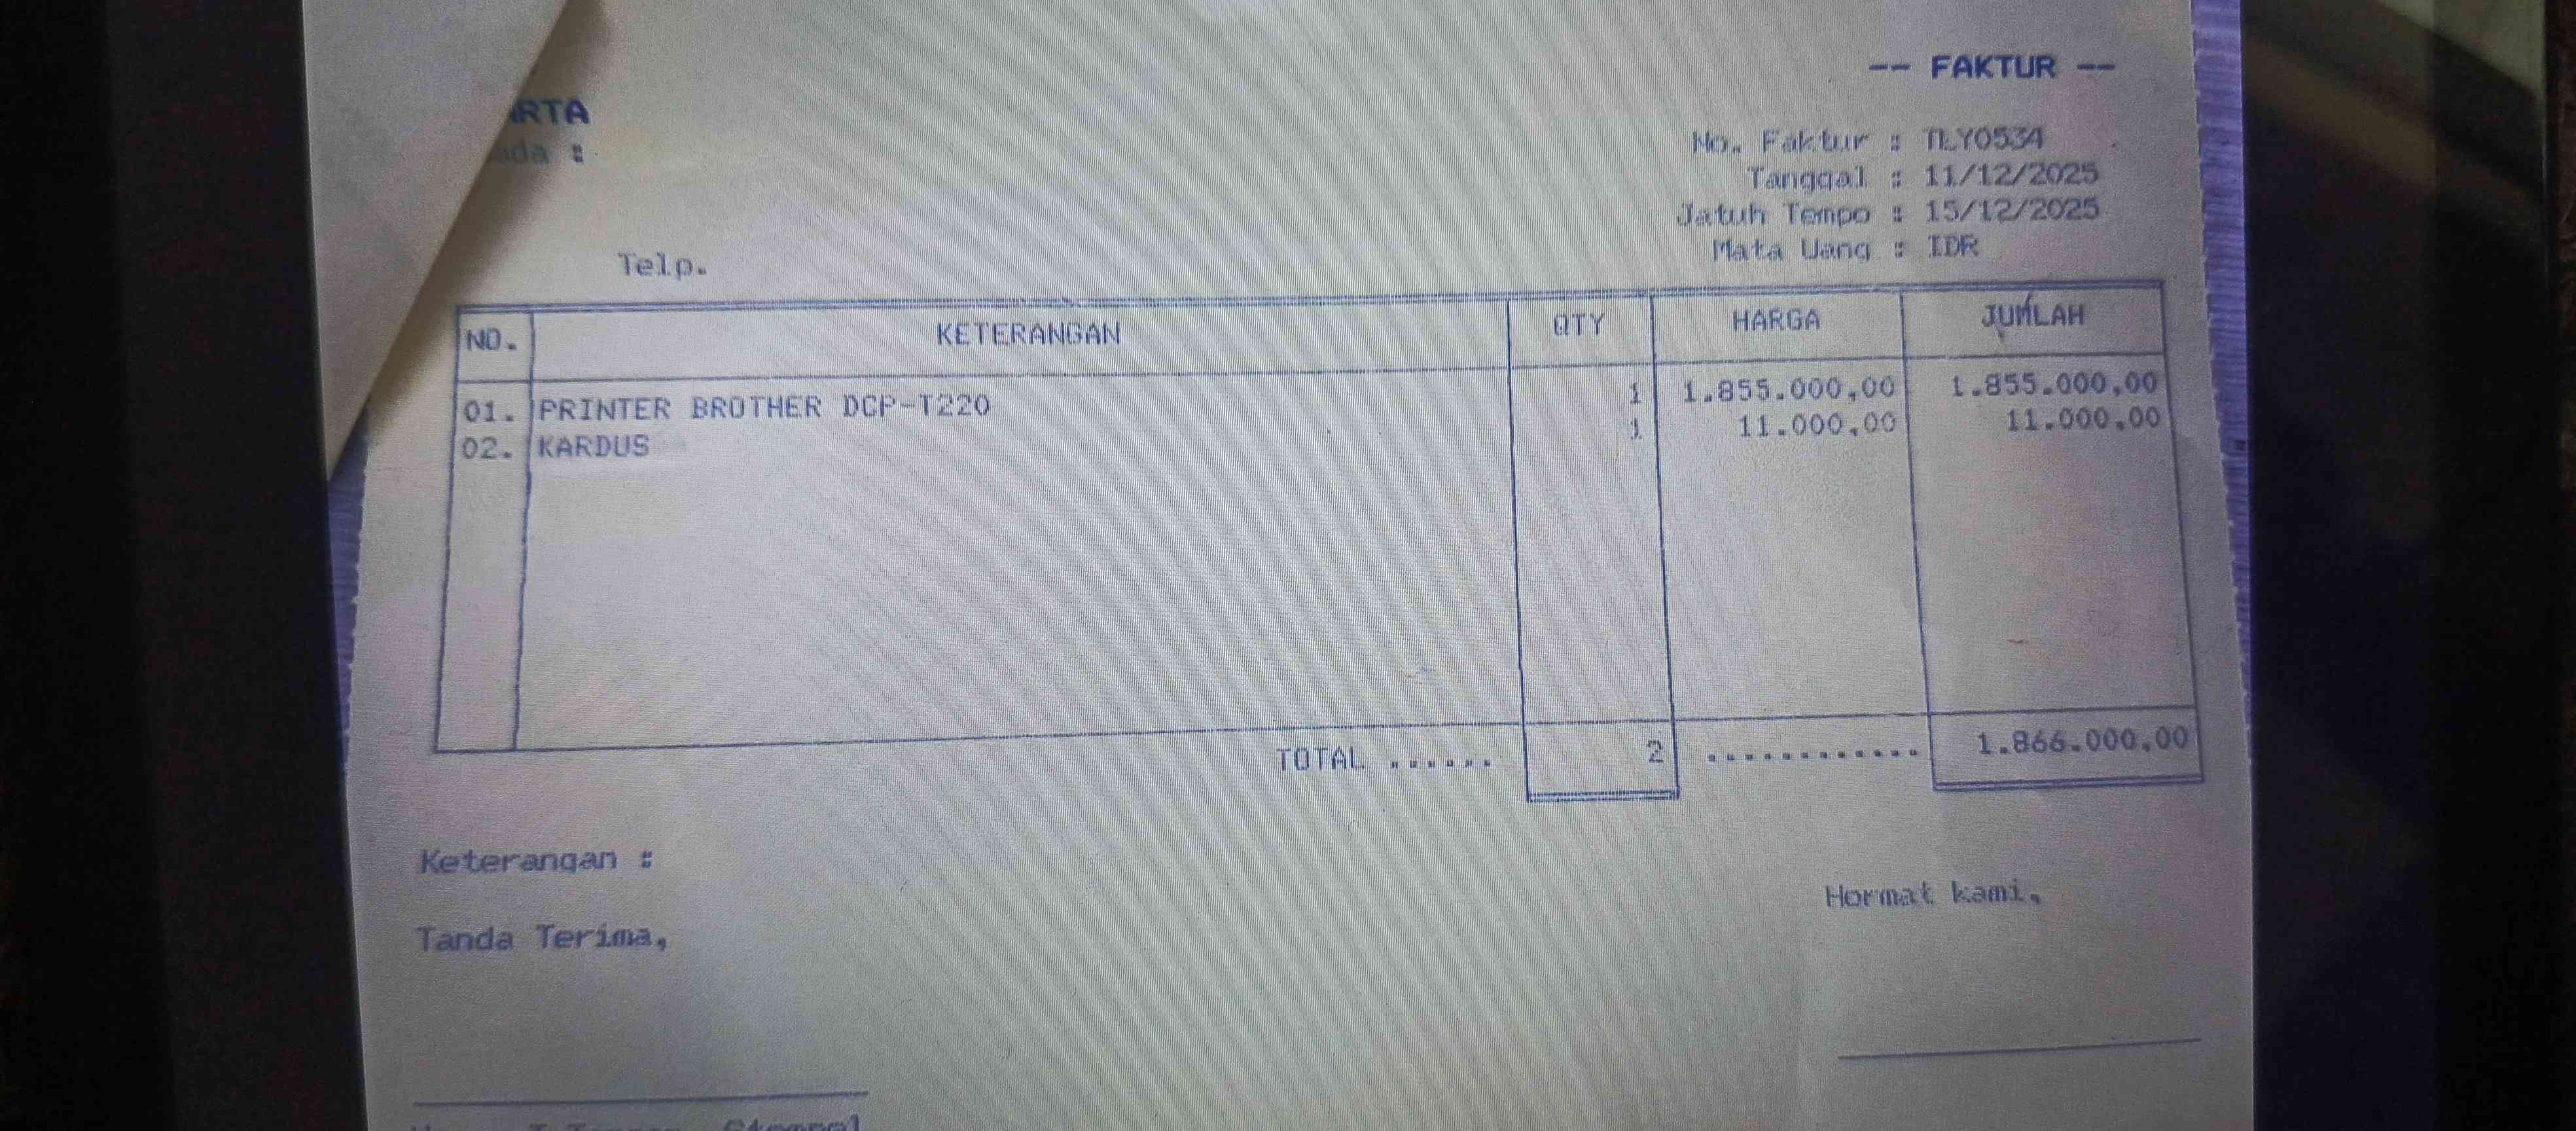 -- FAKTUR --
RTA
No. Faktur : TLY0534
Tanggal : 11/12/2025
Jatuh Tempo : 15/12/2025
Mata Uang : IDR
Telp.
NO. KETERANGAN QTY HARGA JUMLAH
01. PRINTER BROTHER DCP-T220 1 1.855.000,00 1.855.000,00
02. KARDUS 1 11.000,00 11.000,00
TOTAL ...... 2 ............ 1.866.000,00
Keterangan :
Hormat kami,
Tanda Terima,